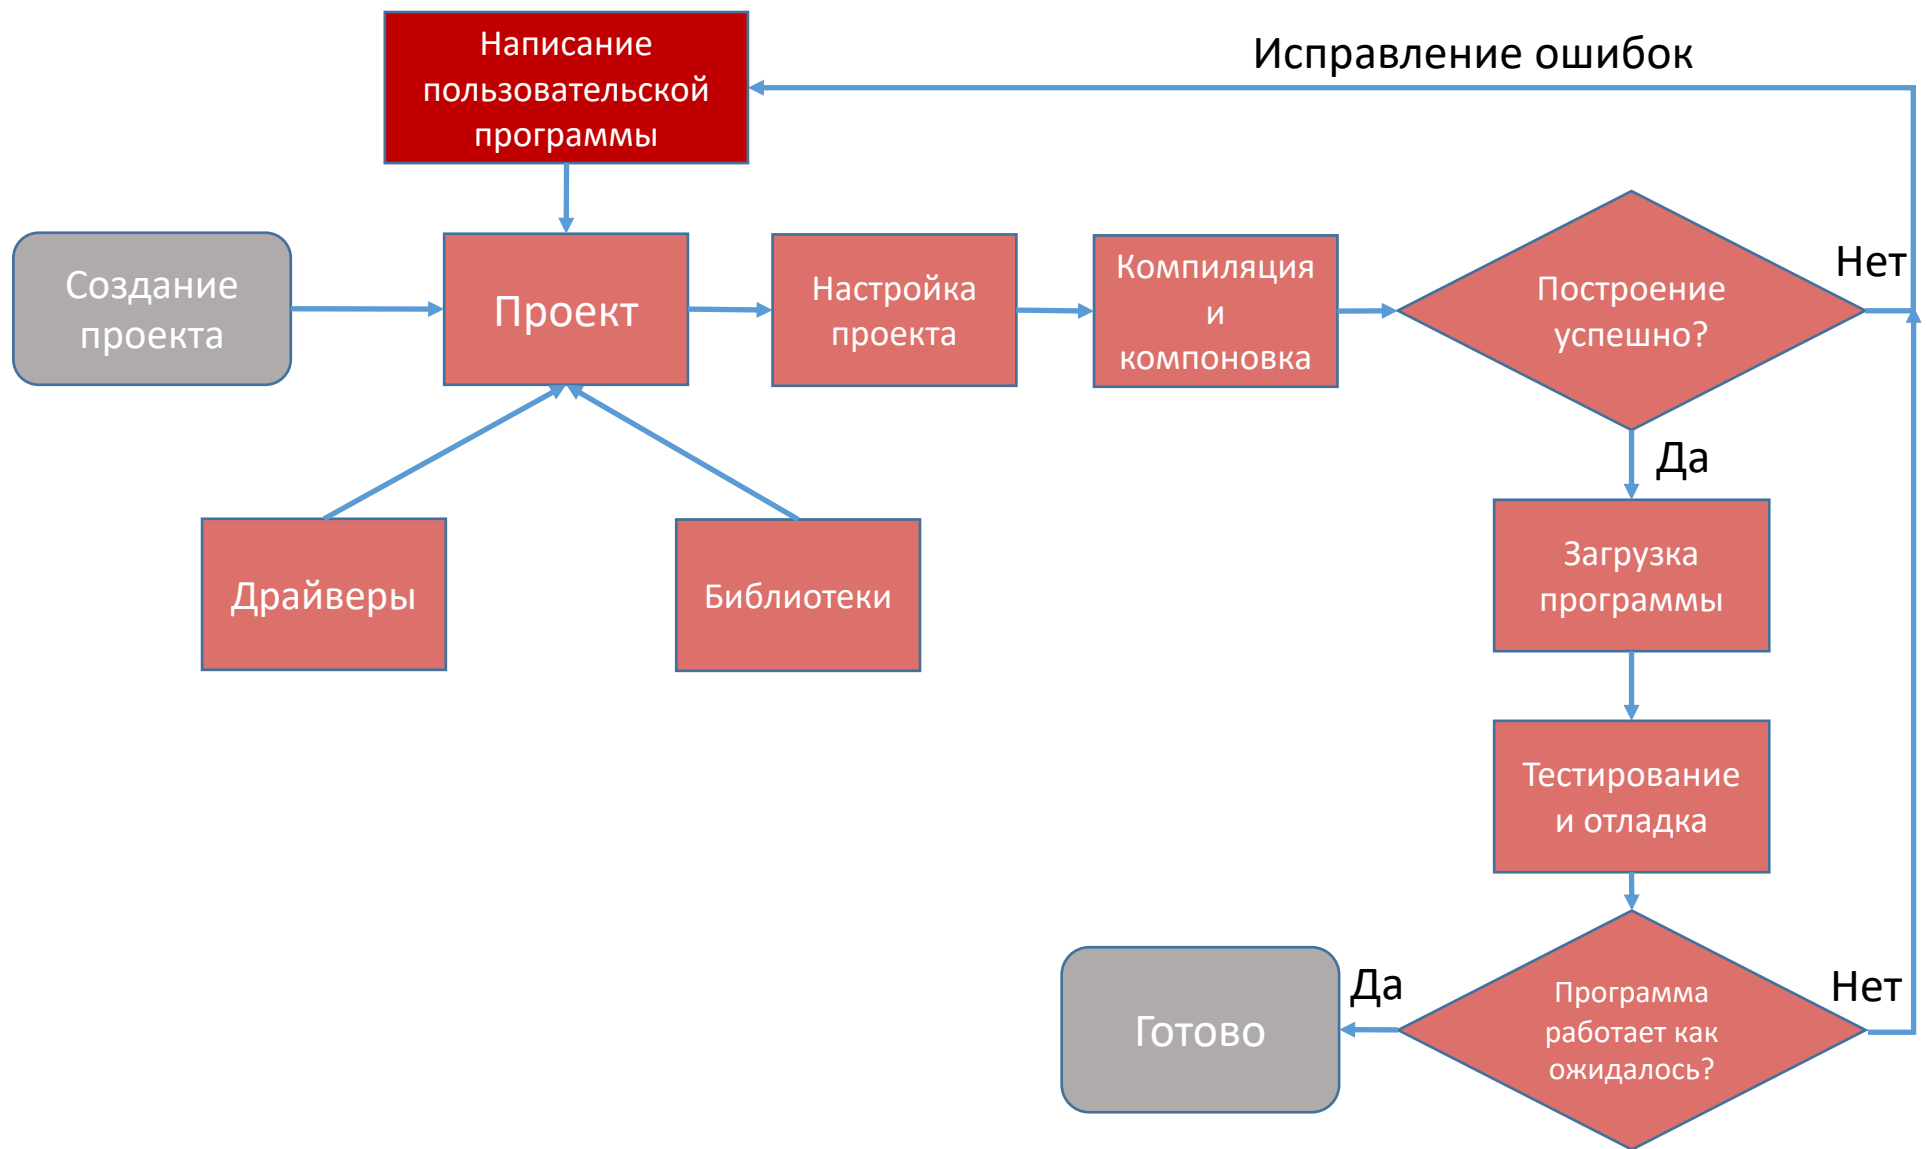 Написание
пользовательской
программы
Исправление ошибок
Создание
проекта
Проект
Настройка
проекта
Компиляция
и
компоновка
Построение
успешно?
Нет
Да
Драйверы
Библиотеки
Загрузка
программы
Тестирование
и отладка
Программа
работает как
ожидалось?
Да
Нет
Готово